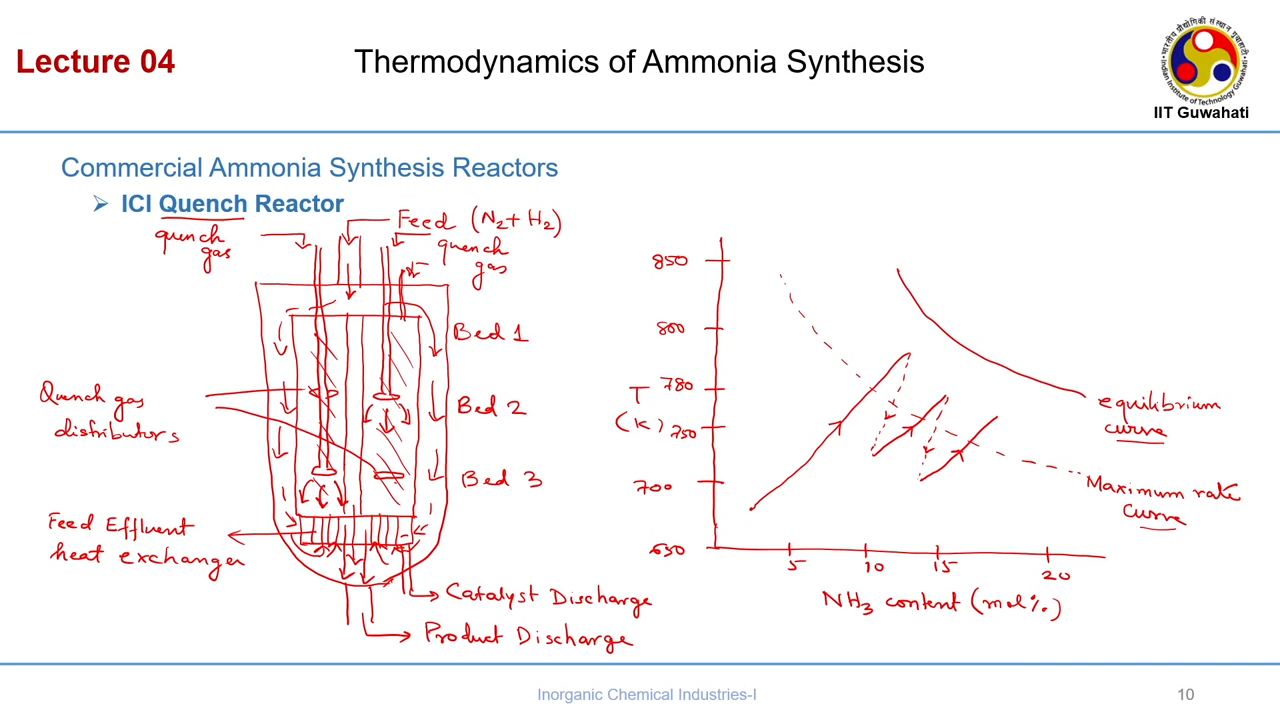 Lecture 04
Thermodynamics of Ammonia Synthesis
IIT Guwahati
Commercial Ammonia Synthesis Reactors
➢ ICI Quench Reactor
quench
gas
Feed (N2+H2)
quench
gas
Bed 1
Bed 2
Bed 3
Quench gas
distributors
Feed Effluent
heat exchanger
Catalyst Discharge
Product Discharge
850
800
780
T
(K)
750
700
650
5
10
15
20
NH3 content (mol%)
equilibrium
curve
Maximum rate
curve
Inorganic Chemical Industries-I
10